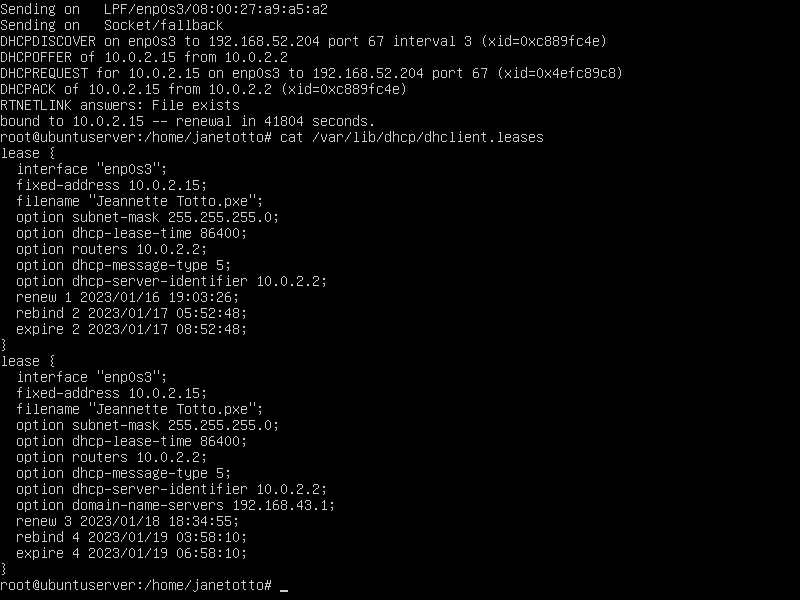 Sending on   LPF/enp0s3/08:00:27:a9:a5:a2
Sending on   Socket/fallback
DHCPDISCOVER on enp0s3 to 192.168.52.204 port 67 interval 3 (xid=0xc889fc4e)
DHCPOFFER of 10.0.2.15 from 10.0.2.2
DHCPREQUEST for 10.0.2.15 on enp0s3 to 192.168.52.204 port 67 (xid=0x4efc89c8)
DHCPACK of 10.0.2.15 from 10.0.2.2 (xid=0xc889fc4e)
RTNETLINK answers: File exists
bound to 10.0.2.15 -- renewal in 41804 seconds.
root@ubuntuserver:/home/janetotto# cat /var/lib/dhcp/dhclient.leases
lease {
  interface "enp0s3";
  fixed-address 10.0.2.15;
  filename "Jeannette Totto.pxe";
  option subnet-mask 255.255.255.0;
  option dhcp-lease-time 86400;
  option routers 10.0.2.2;
  option dhcp-message-type 5;
  option dhcp-server-identifier 10.0.2.2;
  renew 1 2023/01/16 19:03:26;
  rebind 2 2023/01/17 05:52:48;
  expire 2 2023/01/17 08:52:48;
}
lease {
  interface "enp0s3";
  fixed-address 10.0.2.15;
  filename "Jeannette Totto.pxe";
  option subnet-mask 255.255.255.0;
  option dhcp-lease-time 86400;
  option routers 10.0.2.2;
  option dhcp-message-type 5;
  option dhcp-server-identifier 10.0.2.2;
  option domain-name-servers 192.168.43.1;
  renew 3 2023/01/18 18:34:55;
  rebind 4 2023/01/19 03:58:10;
  expire 4 2023/01/19 06:58:10;
}
root@ubuntuserver:/home/janetotto# _